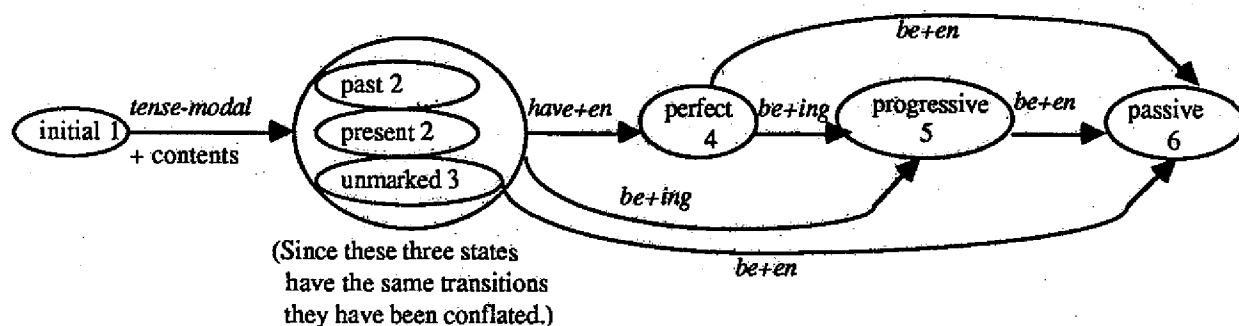 be+en
past 2
tense-modal
have+en
perfect
be+ing
progressive
be+en
passive
initial 1
present 2
4
5
6
+ contents
unmarked 3
be+ing
(Since these three states
be+en
have the same transitions
they have been conflated.)